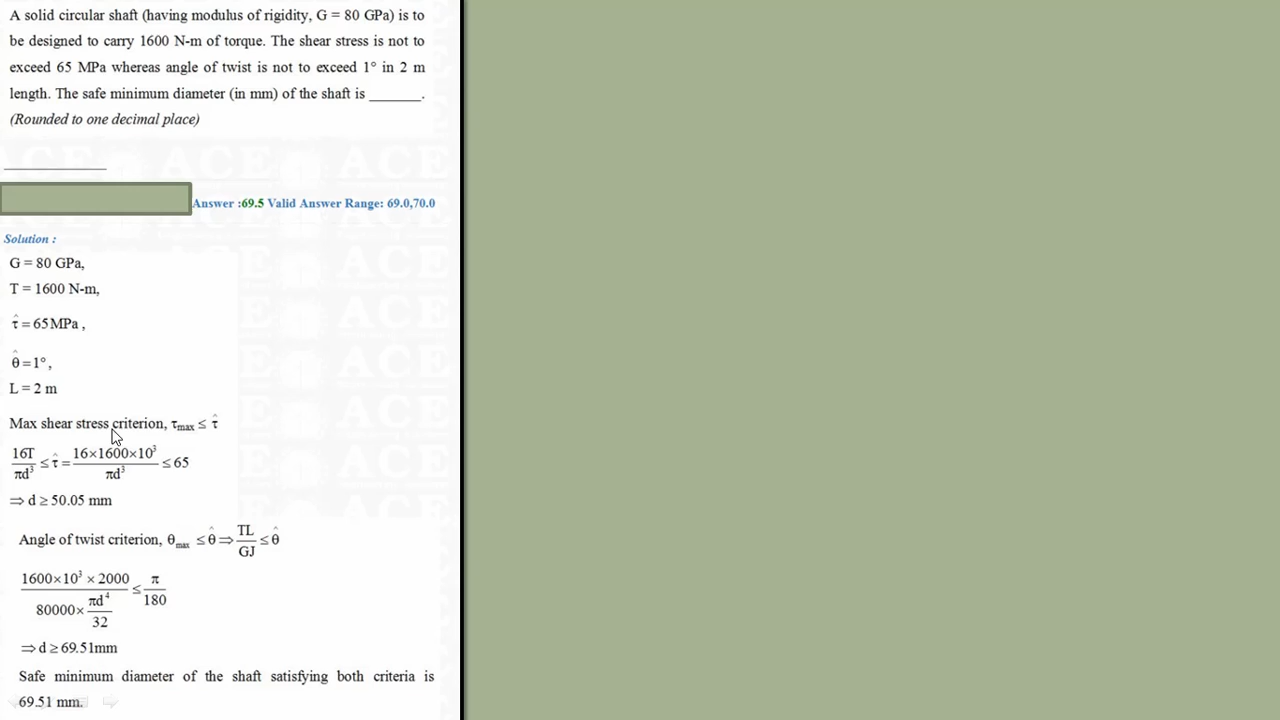 A solid circular shaft (having modulus of rigidity, G = 80 GPa) is to
be designed to carry 1600 N-m of torque. The shear stress is not to
exceed 65 MPa whereas angle of twist is not to exceed 1° in 2 m
length. The safe minimum diameter (in mm) of the shaft is _______.
(Rounded to one decimal place)
ACE ACE ACE
Answer :69.5 Valid Answer Range: 69.0,70.0
Solution :
G = 80 GPa,
T = 1600 N-m,
τ̂ = 65MPa ,
θ̂ = 1° ,
L = 2 m
Max shear stress criterion, τmax ≤ τ̂
16T/πd³ ≤ τ̂ = 16×1600×10³/πd³ ≤ 65
⇒ d ≥ 50.05 mm
Angle of twist criterion, θmax ≤ θ̂ ⇒ TL/GJ ≤ θ̂
1600×10³ × 2000 / 80000× πd⁴/32 ≤ π/180
⇒ d ≥ 69.51mm
Safe minimum diameter of the shaft satisfying both criteria is
69.51 mm.